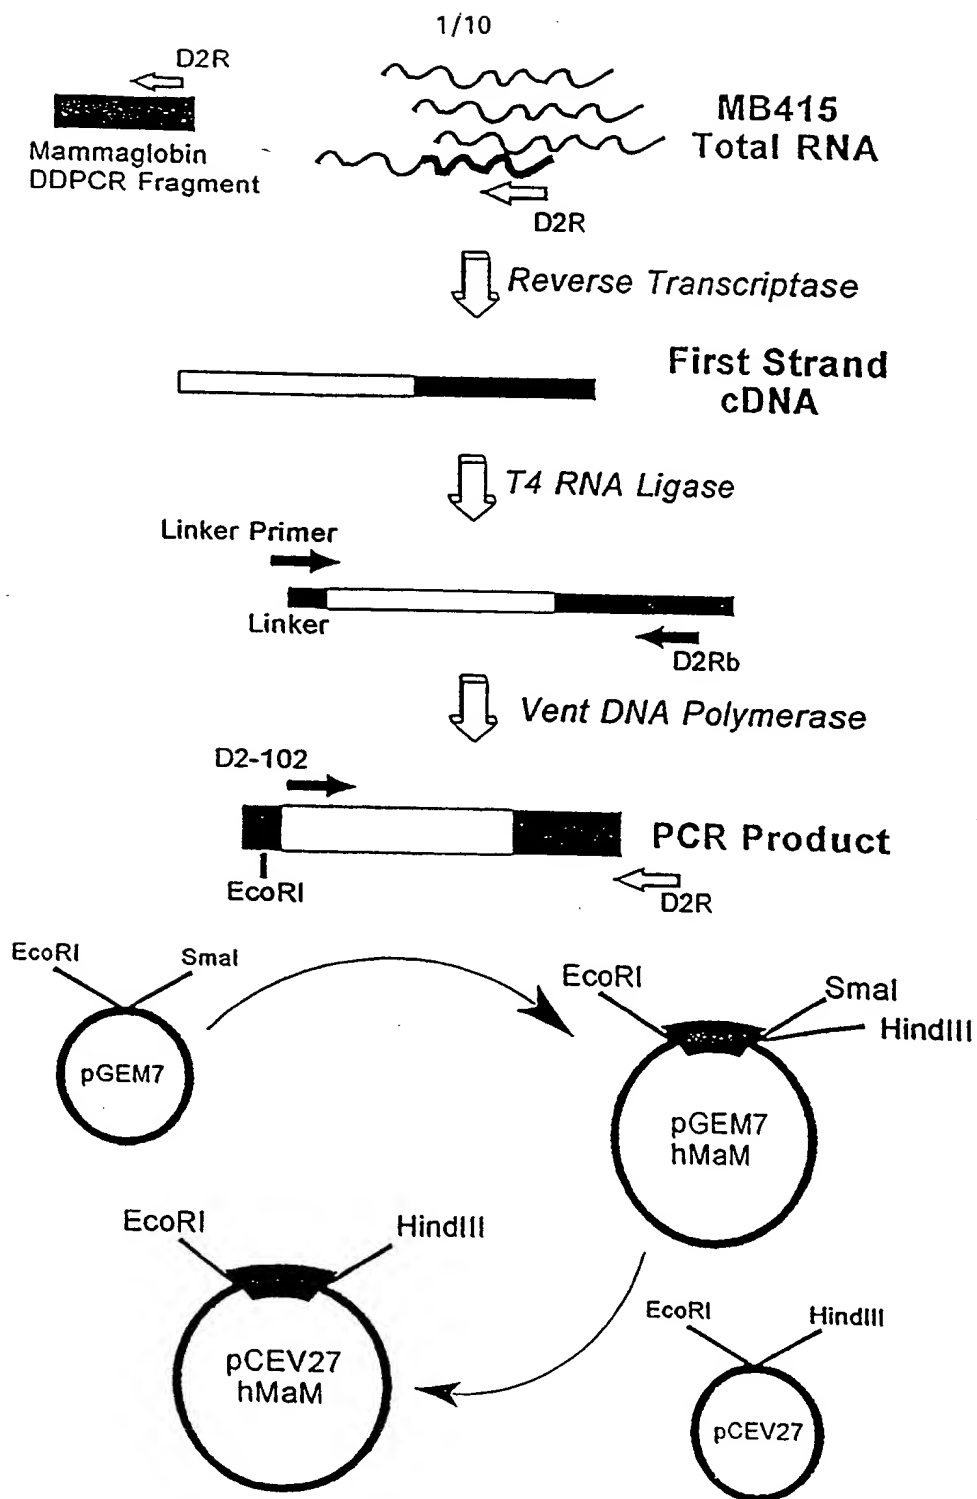 1/10
D2R
Mammaglobin
DDPCR Fragment
MB415
Total RNA
D2R
Reverse Transcriptase
First Strand
cDNA
T4 RNA Ligase
Linker Primer
Linker
D2Rb
Vent DNA Polymerase
D2-102
PCR Product
EcoRI
D2R
EcoRI
SmaI
pGEM7
EcoRI
SmaI
HindIII
pGEM7
hMaM
EcoRI
HindIII
pCEV27
hMaM
EcoRI
HindIII
pCEV27